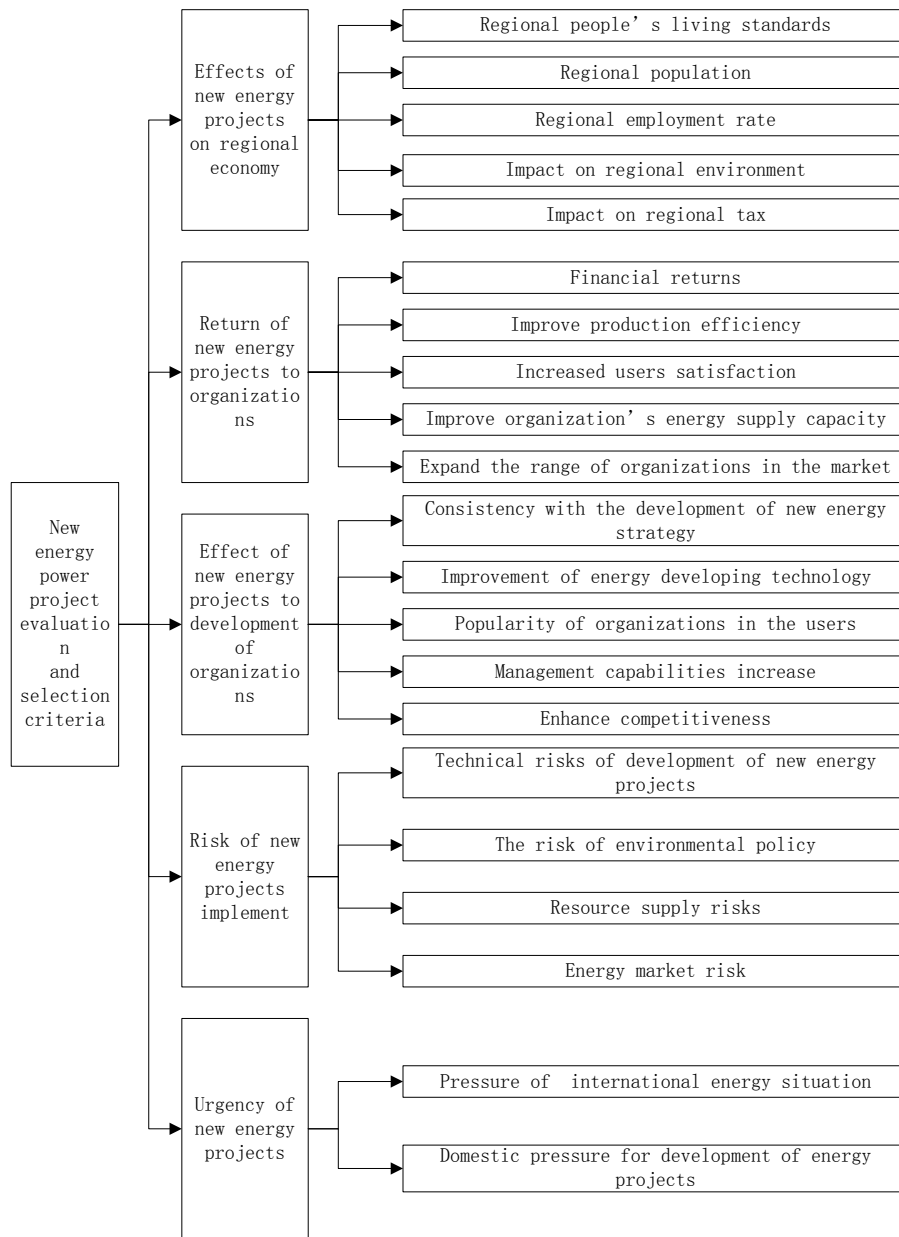 New
energy
power
project
evaluatio
n
and
selection
criteria
Effects of
new energy
projects
on regional
economy
Regional people's living standards
Regional population
Regional employment rate
Impact on regional environment
Impact on regional tax
Return of
new energy
projects to
organizatio
ns
Financial returns
Improve production efficiency
Increased users satisfaction
Improve organization's energy supply capacity
Expand the range of organizations in the market
Effect of
new energy
projects to
development
of
organizatio
ns
Consistency with the development of new energy
strategy
Improvement of energy developing technology
Popularity of organizations in the users
Management capabilities increase
Enhance competitiveness
Risk of new
energy
projects
implement
Technical risks of development of new energy
projects
The risk of environmental policy
Resource supply risks
Energy market risk
Urgency of
new energy
projects
Pressure of  international energy situation
Domestic pressure for development of energy
projects